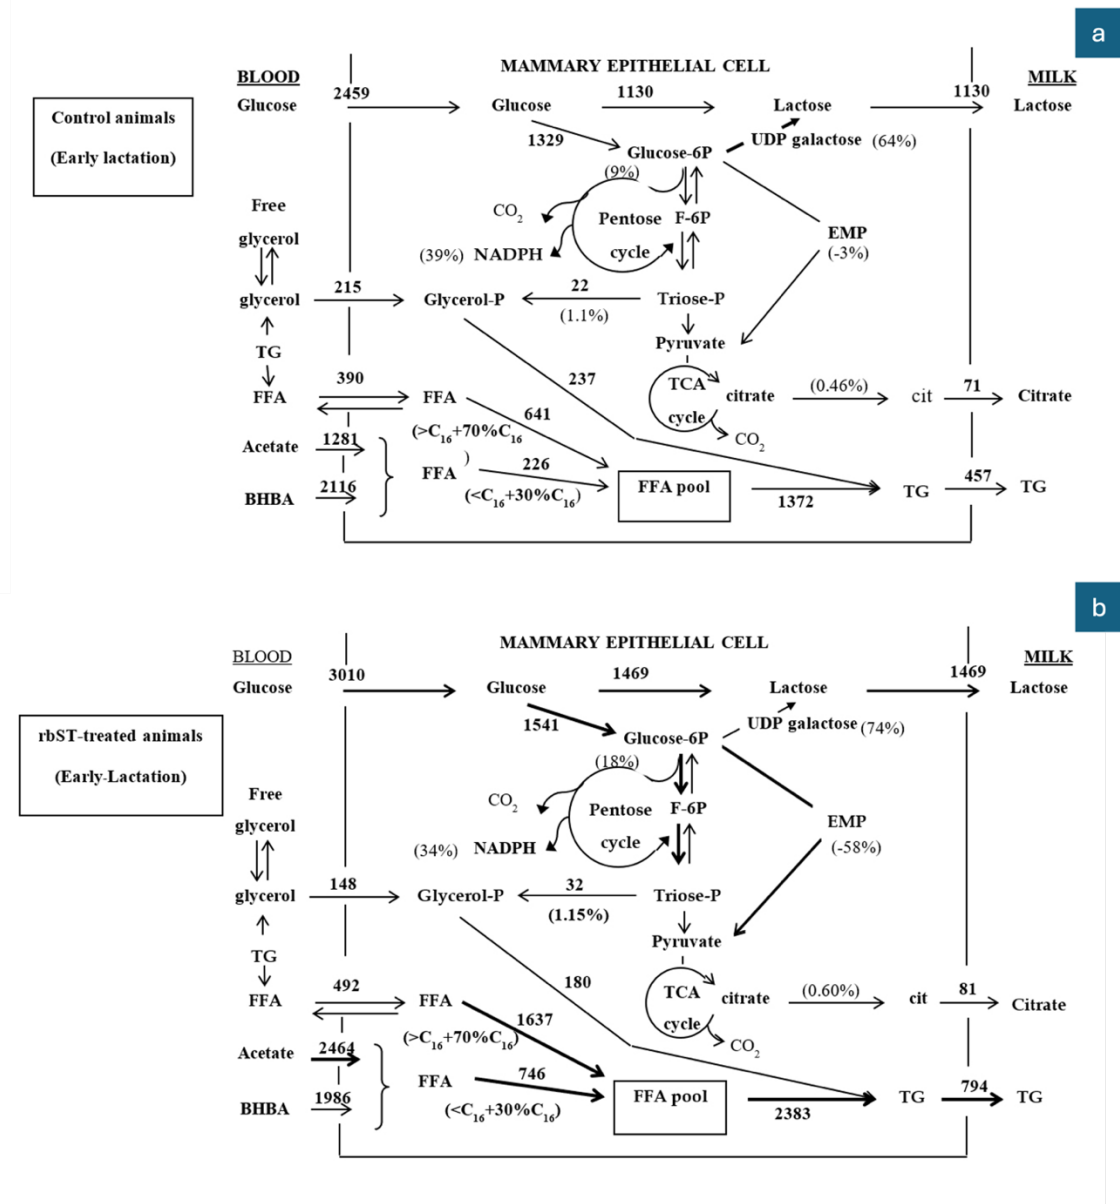 a
BLOOD
MAMMARY EPITHELIAL CELL
MILK
Control animals
(Early lactation)
Glucose
2459
Glucose
1130
Lactose
1130
Lactose
1329
UDP galactose (64%)
Glucose-6P
(9%)
Free
glycerol
CO2
Pentose
cycle
F-6P
EMP
(-3%)
(39%) NADPH
glycerol
215
Glycerol-P
22
(1.1%)
Triose-P
Pyruvate
TG
FFA
390
FFA
237
TCA
cycle
citrate
(0.46%)
cit
71
Citrate
CO2
(>C16+70%C16
)
641
Acetate
1281
BHBA
2116
FFA
226
(<C16+30%C16)
FFA pool
1372
TG
457
TG
b
BLOOD
MAMMARY EPITHELIAL CELL
MILK
rbST-treated animals
(Early-Lactation)
Glucose
3010
Glucose
1469
Lactose
1469
Lactose
1541
UDP galactose (74%)
Glucose-6P
(18%)
Free
glycerol
CO2
Pentose
cycle
F-6P
EMP
(-58%)
(34%) NADPH
glycerol
148
Glycerol-P
32
(1.15%)
Triose-P
Pyruvate
TG
FFA
492
FFA
180
TCA
cycle
citrate
(0.60%)
cit
81
Citrate
CO2
(>C16+70%C16)
1637
Acetate
2464
BHBA
1986
FFA
746
(<C16+30%C16)
FFA pool
2383
TG
794
TG